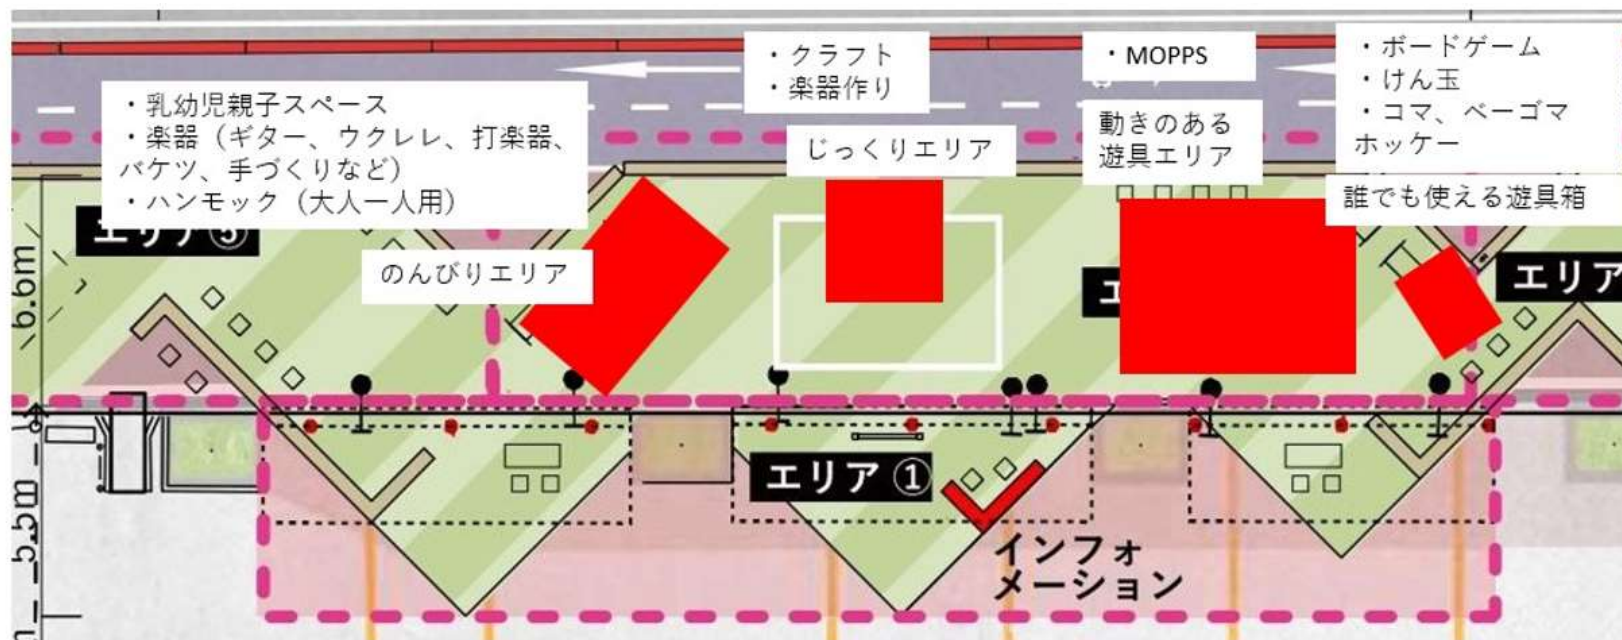 ・乳幼児親子スペース
・楽器（ギター、ウクレレ、打楽器、
バケツ、手づくりなど）
・ハンモック（大人一人用）
のんびりエリア
・クラフト
・楽器作り
じっくりエリア
・MOPPS
動きのある
遊具エリア
・ボードゲーム
・けん玉
・コマ、ベーゴマ
ホッケー
誰でも使える遊具箱
エリア⑤
エリア
6.6m
エリア①
インフォ
メーション
5.5m